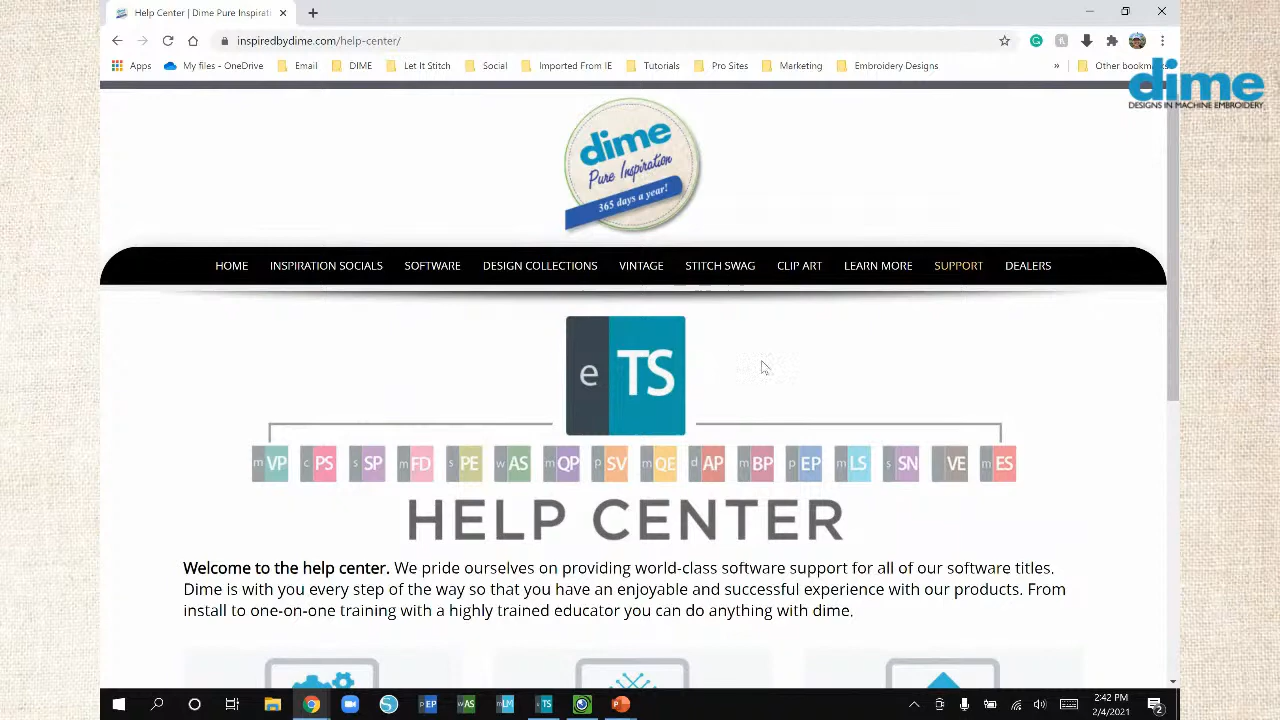 Help Center | Dime Pure Inspirati
inspiredbydime.com/help-center/
Apps My files - OneDrive Email DIME Let It Stitch Social Imported From IE Tutorials Pro Sites Marketing Embroidery Designs » Other bookmarks
dime
DESIGNS IN MACHINE EMBROIDERY
dime
Pure Inspiration
365 days a year!
HOME INSPIRATION SOCIALS SOFTWARE DESIGN COLLECTIONS VINTAGE STITCH SWAG CLIP ART LEARN MORE SUPPORT DEALERS
e TS
m VP c PS s SP m FD s PE w AS m QP p SV m QE d AP m BP p EP m LS s SN VE m ES
HELP CENTER
Welcome to the help center. We pride ourselves on providing world-class software support for all of our software titles.
Dime is with you every step of the way so that you have an enjoyable and successful experience with our products. From
install to one-on-one training with a highly trained educator you can do anything with dime.
p EP w AS LM TS
2:42 PM
2/4/2021
2